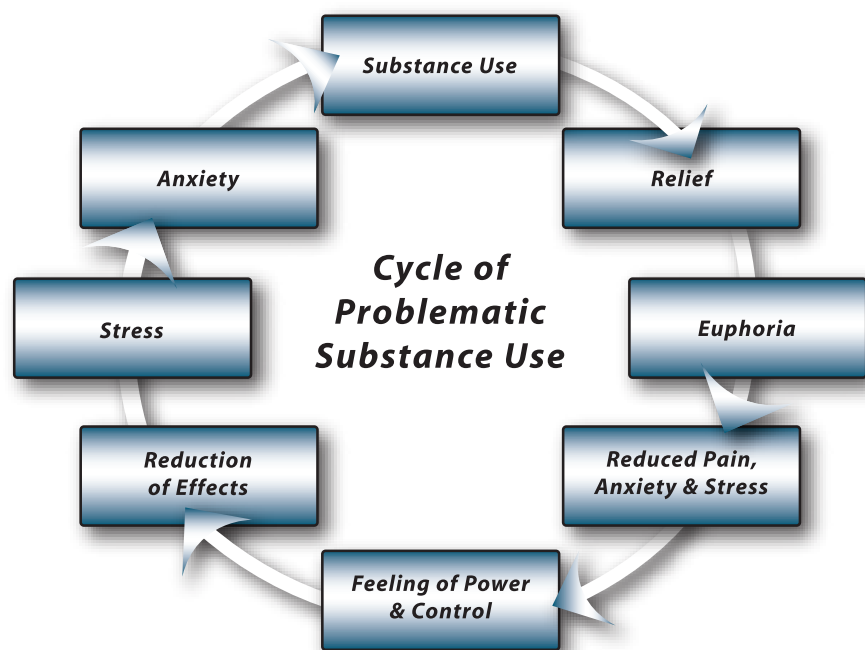 Substance Use
Relief
Euphoria
Reduced Pain,
Anxiety & Stress
Feeling of Power
& Control
Reduction
of Effects
Stress
Anxiety
Cycle of
Problematic
Substance Use